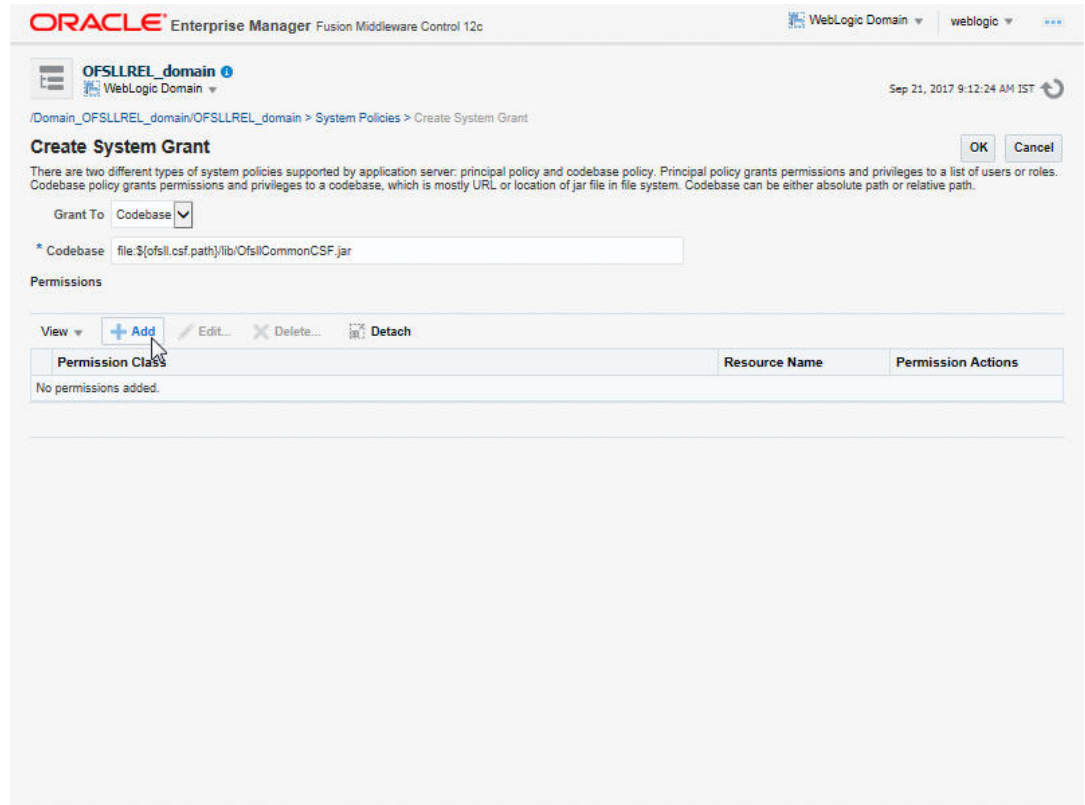 ORACLE Enterprise Manager Fusion Middleware Control 12c
WebLogic Domain weblogic
OFSLLREL_domain
WebLogic Domain
Sep 21, 2017 9:12:24 AM IST
/Domain_OFSLLREL_domain/OFSLLREL_domain > System Policies > Create System Grant
Create System Grant
OK Cancel
There are two different types of system policies supported by application server: principal policy and codebase policy. Principal policy grants permissions and privileges to a list of users or roles.
Codebase policy grants permissions and privileges to a codebase, which is mostly URL or location of jar file in file system. Codebase can be either absolute path or relative path.
Grant To Codebase
* Codebase file:${ofsll.csf.path}/lib/OfsllCommonCSF.jar
Permissions
View Add Edit... Delete... Detach
Permission Class Resource Name Permission Actions
No permissions added.